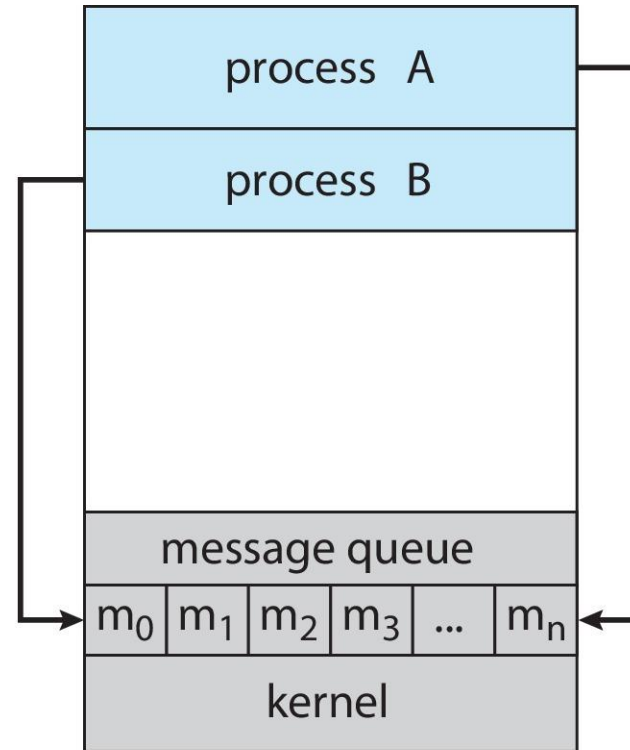 process A
process B
message queue
m₀ m₁ m₂ m₃ ... mₙ
kernel